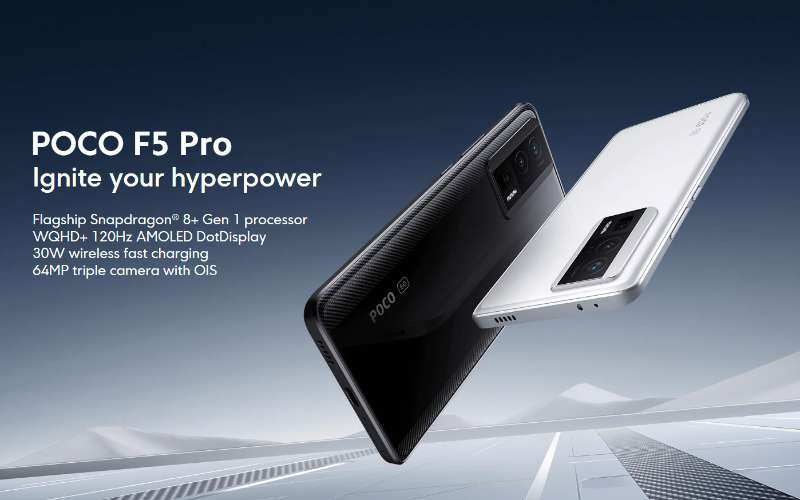 POCO F5 Pro
Ignite your hyperpower
Flagship Snapdragon® 8+ Gen 1 processor
WQHD+ 120Hz AMOLED DotDisplay
30W wireless fast charging
64MP triple camera with OIS
POCO 5G